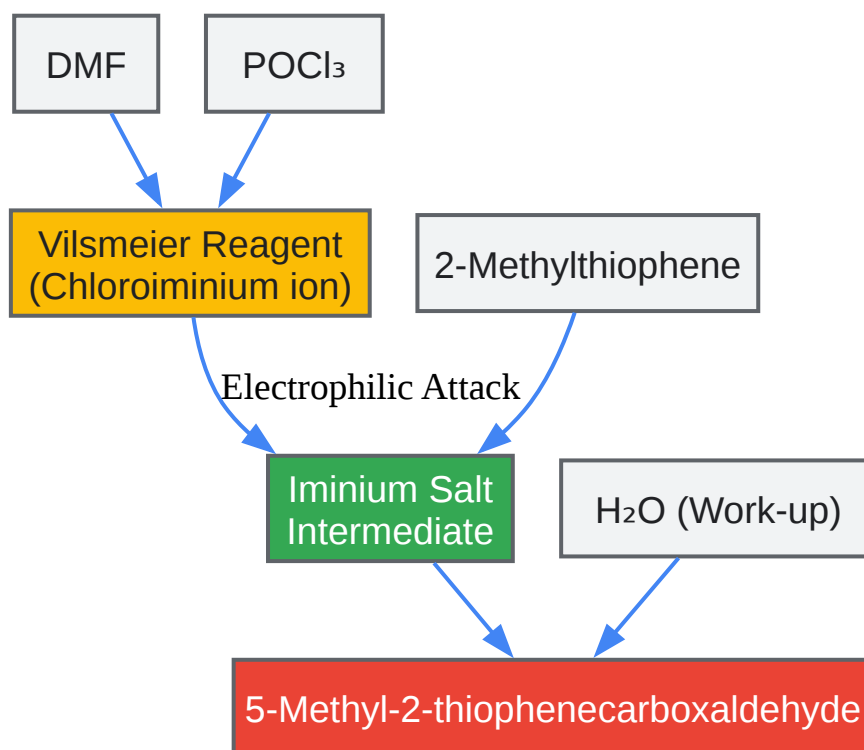 DMF
POCl₃
Vilsmeier Reagent
(Chloroiminium ion)
2-Methylthiophene
Electrophilic Attack
Iminium Salt
Intermediate
H₂O (Work-up)
5-Methyl-2-thiophenecarboxaldehyde